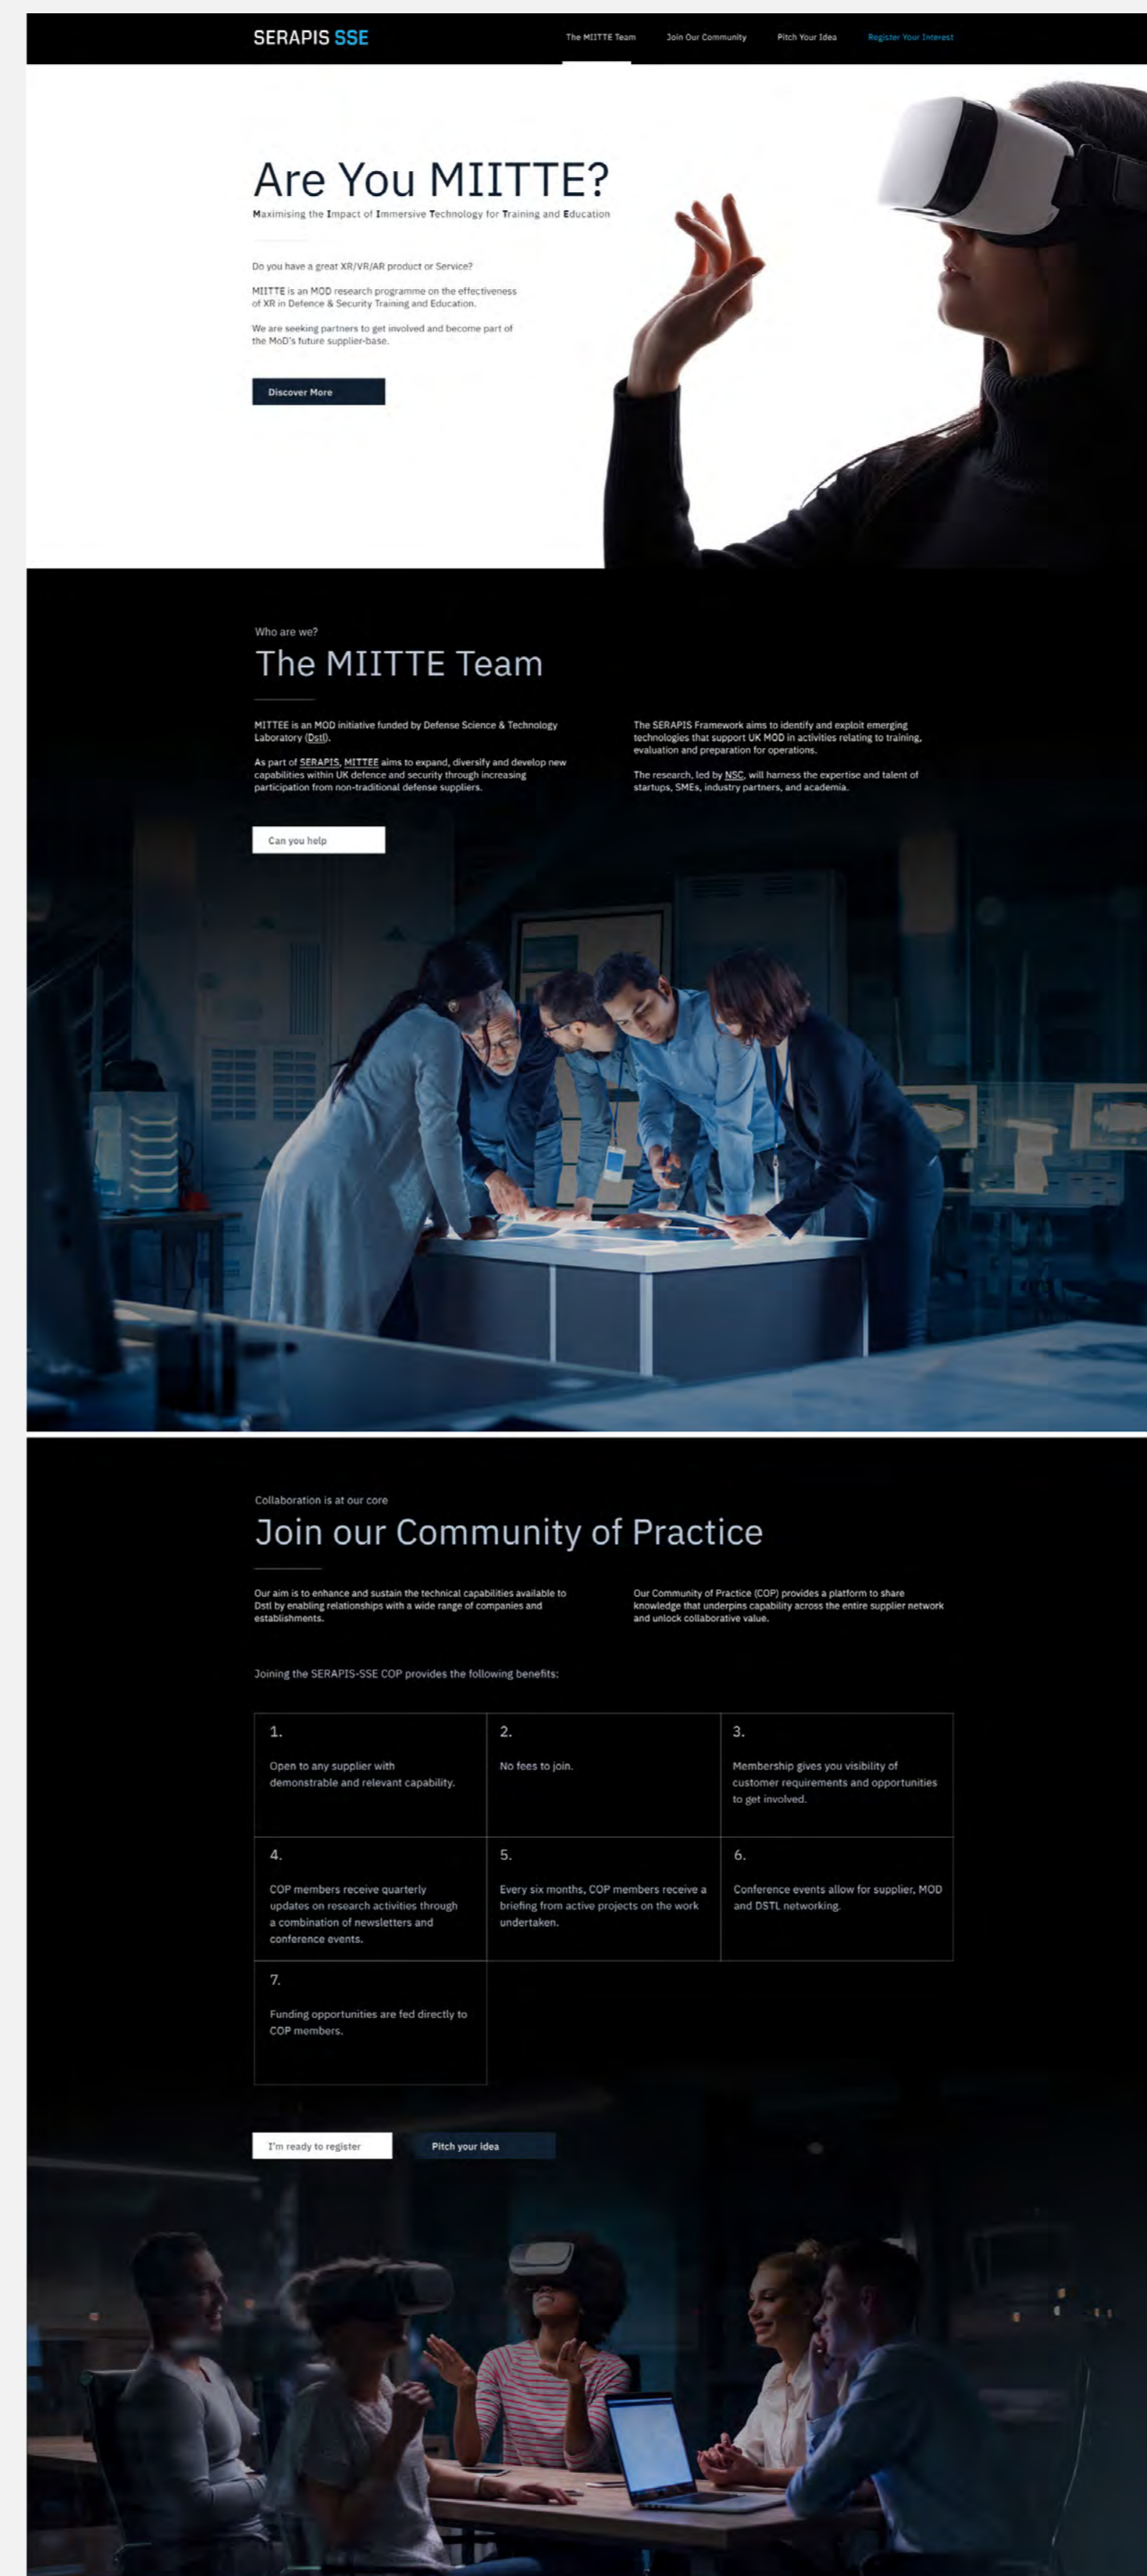 SERAPIS SSE
The MIITTE Team
Join Our Community
Pitch Your Idea
Register Your Interest
Are You MIITTE?
Maximising the Impact of Immersive Technology for Training and Education
Do you have a great XR/VR/AR product or Service?
MIITTE is an MOD research programme on the effectiveness
of XR in Defence & Security Training and Education.
We are seeking partners to get involved and become part of
the MoD's future supplier-base.
Discover More
Who are we?
The MIITTE Team
MITTEE is an MOD initiative funded by Defense Science & Technology
Laboratory (Dstl).
As part of SERAPIS, MITTEE aims to expand, diversify and develop new
capabilities within UK defence and security through increasing
participation from non-traditional defense suppliers.
The SERAPIS Framework aims to identify and exploit emerging
technologies that support UK MOD in activities relating to training,
evaluation and preparation for operations.
The research, led by NSC, will harness the expertise and talent of
startups, SMEs, industry partners, and academia.
Can you help
Collaboration is at our core
Join our Community of Practice
Our aim is to enhance and sustain the technical capabilities available to
Dstl by enabling relationships with a wide range of companies and
establishments.
Our Community of Practice (COP) provides a platform to share
knowledge that underpins capability across the entire supplier network
and unlock collaborative value.
Joining the SERAPIS-SSE COP provides the following benefits:
1.
Open to any supplier with
demonstrable and relevant capability.
2.
No fees to join.
3.
Membership gives you visibility of
customer requirements and opportunities
to get involved.
4.
COP members receive quarterly
updates on research activities through
a combination of newsletters and
conference events.
5.
Every six months, COP members receive a
briefing from active projects on the work
undertaken.
6.
Conference events allow for supplier, MOD
and DSTL networking.
7.
Funding opportunities are fed directly to
COP members.
I'm ready to register
Pitch your idea